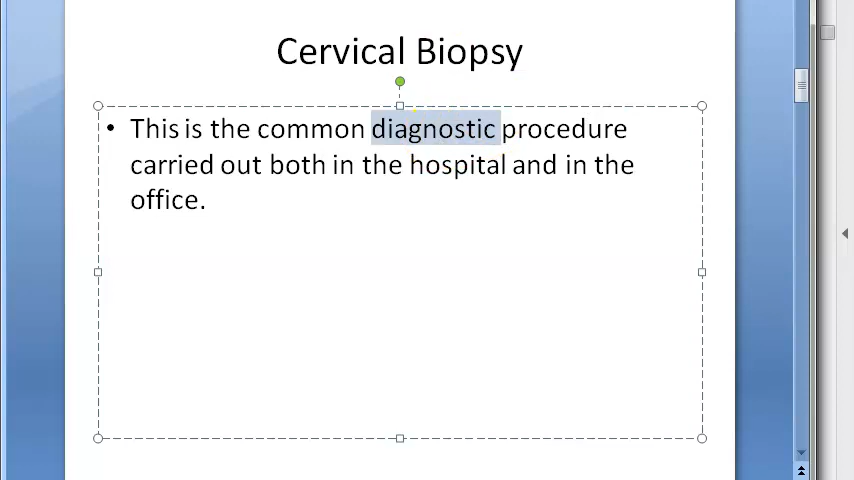 Cervical Biopsy
• This is the common diagnostic procedure
carried out both in the hospital and in the
office.